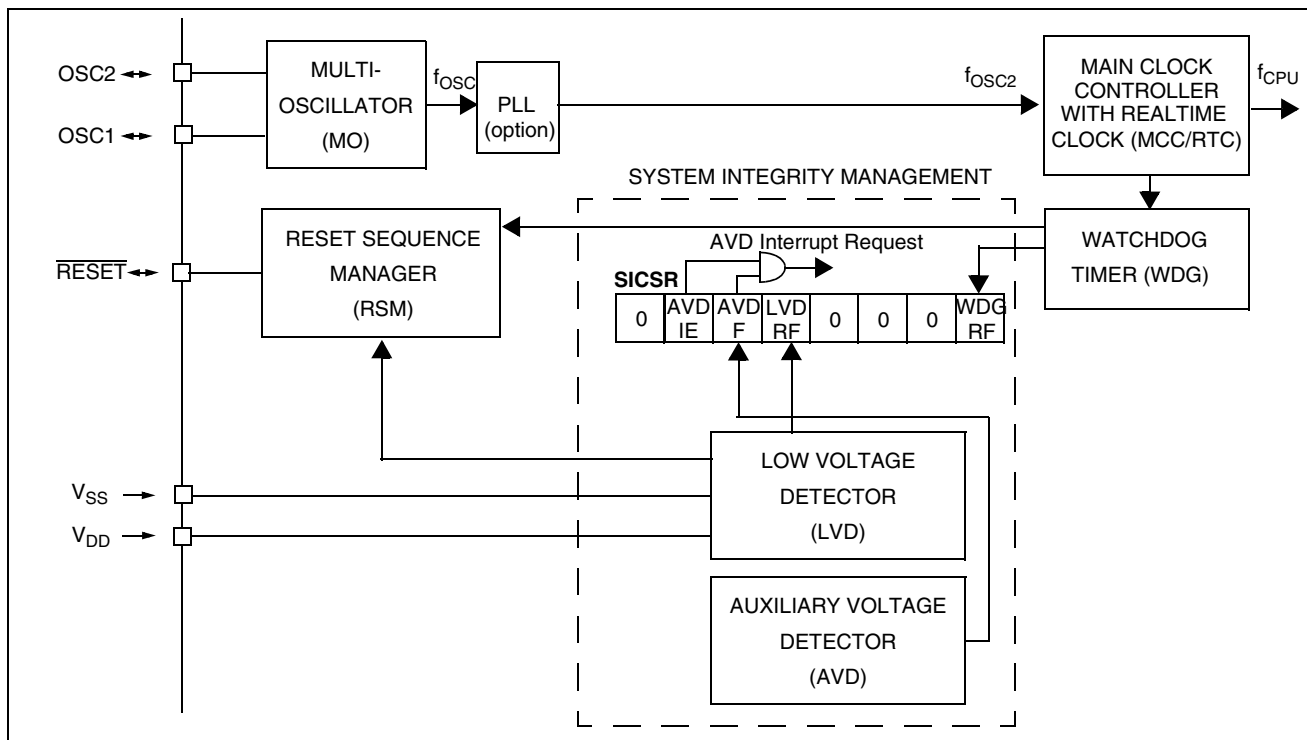 OSC2
OSC1
MULTI-
OSCILLATOR
(MO)
fOSC
PLL
(option)
fOSC2
MAIN CLOCK
CONTROLLER
WITH REALTIME
CLOCK (MCC/RTC)
fCPU
SYSTEM INTEGRITY MANAGEMENT
RESET
RESET SEQUENCE
MANAGER
(RSM)
AVD Interrupt Request
WATCHDOG
TIMER (WDG)
SICSR
0
AVD
IE
AVD
F
LVD
RF
0
0
0
WDG
RF
VSS
VDD
LOW VOLTAGE
DETECTOR
(LVD)
AUXILIARY VOLTAGE
DETECTOR
(AVD)